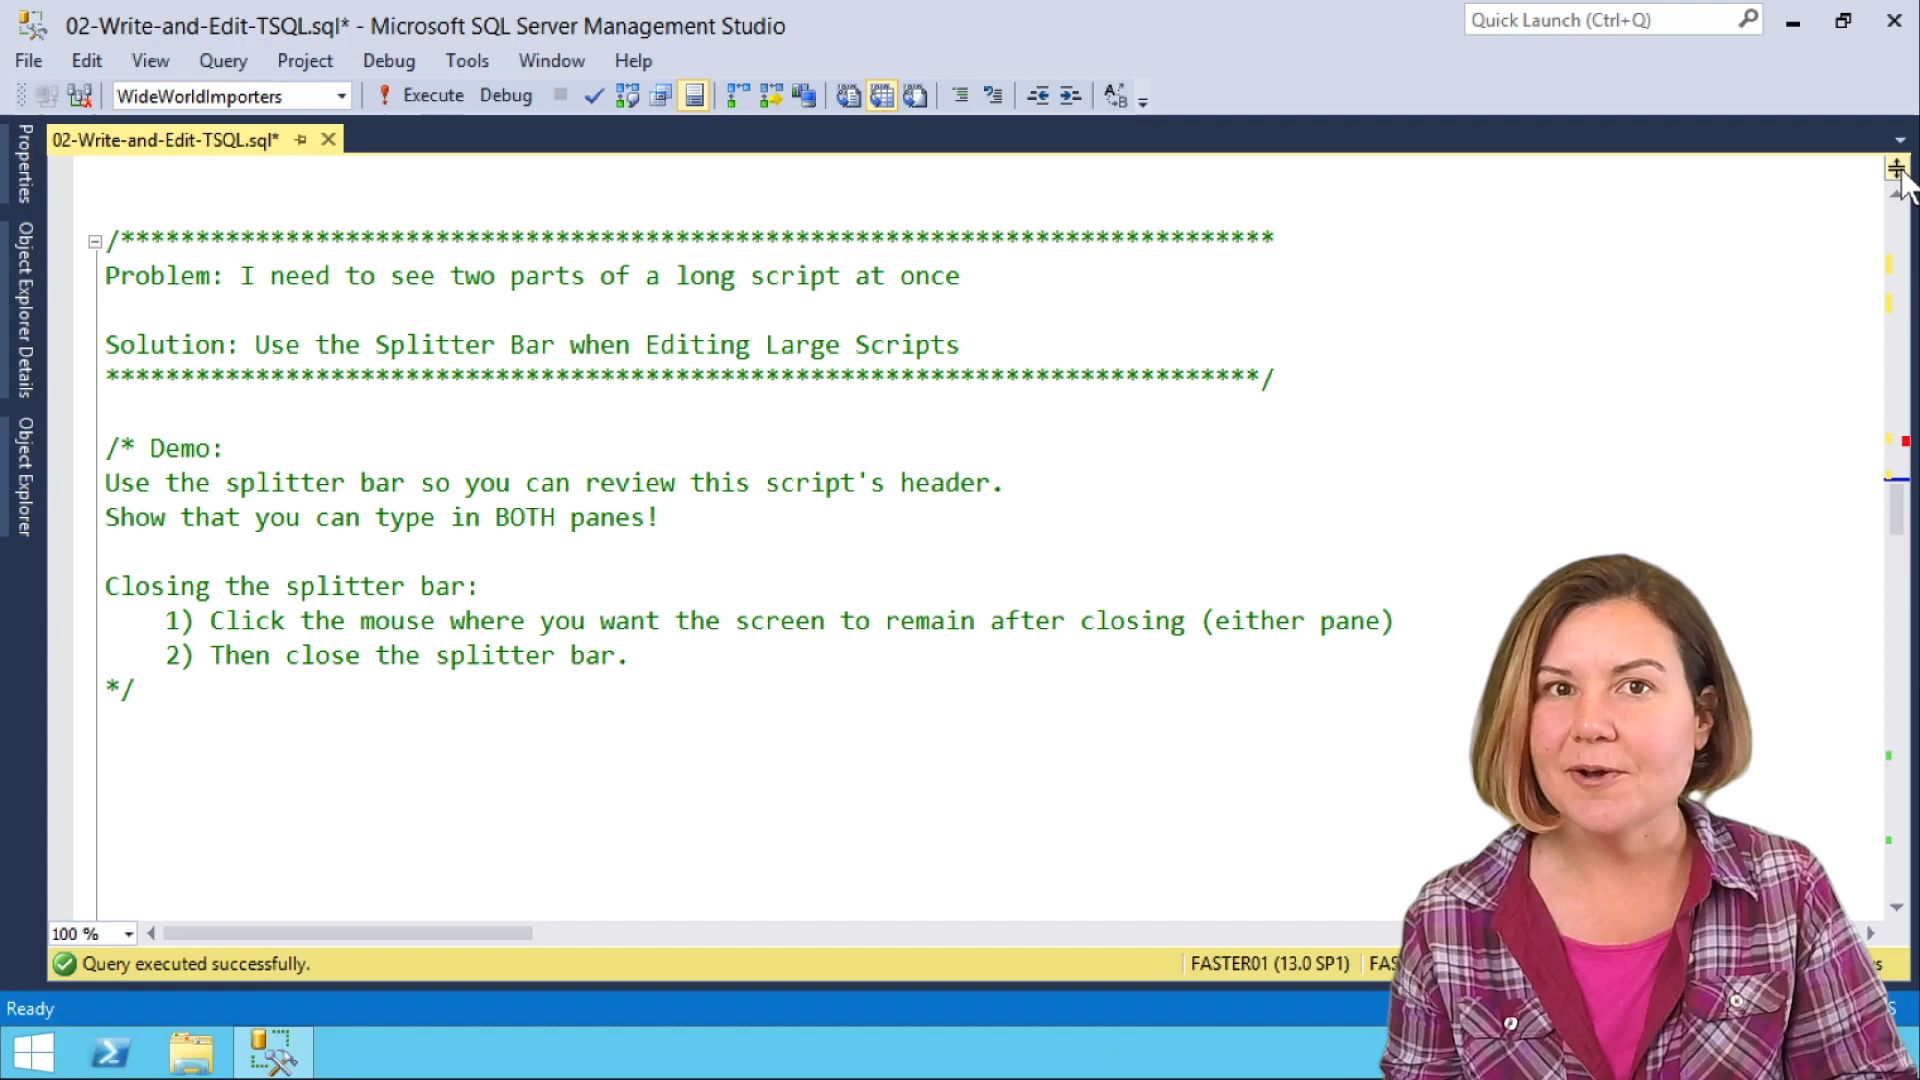 02-Write-and-Edit-TSQL.sql* - Microsoft SQL Server Management Studio
Quick Launch (Ctrl+Q)
File Edit View Query Project Debug Tools Window Help
WideWorldImporters Execute Debug
02-Write-and-Edit-TSQL.sql*
Properties
Object Explorer Details
Object Explorer
/*****************************************************************************
Problem: I need to see two parts of a long script at once
Solution: Use the Splitter Bar when Editing Large Scripts
*****************************************************************************/
/* Demo:
Use the splitter bar so you can review this script's header.
Show that you can type in BOTH panes!
Closing the splitter bar:
1) Click the mouse where you want the screen to remain after closing (either pane)
2) Then close the splitter bar.
*/
100 %
Query executed successfully.
FASTER01 (13.0 SP1)
Ready